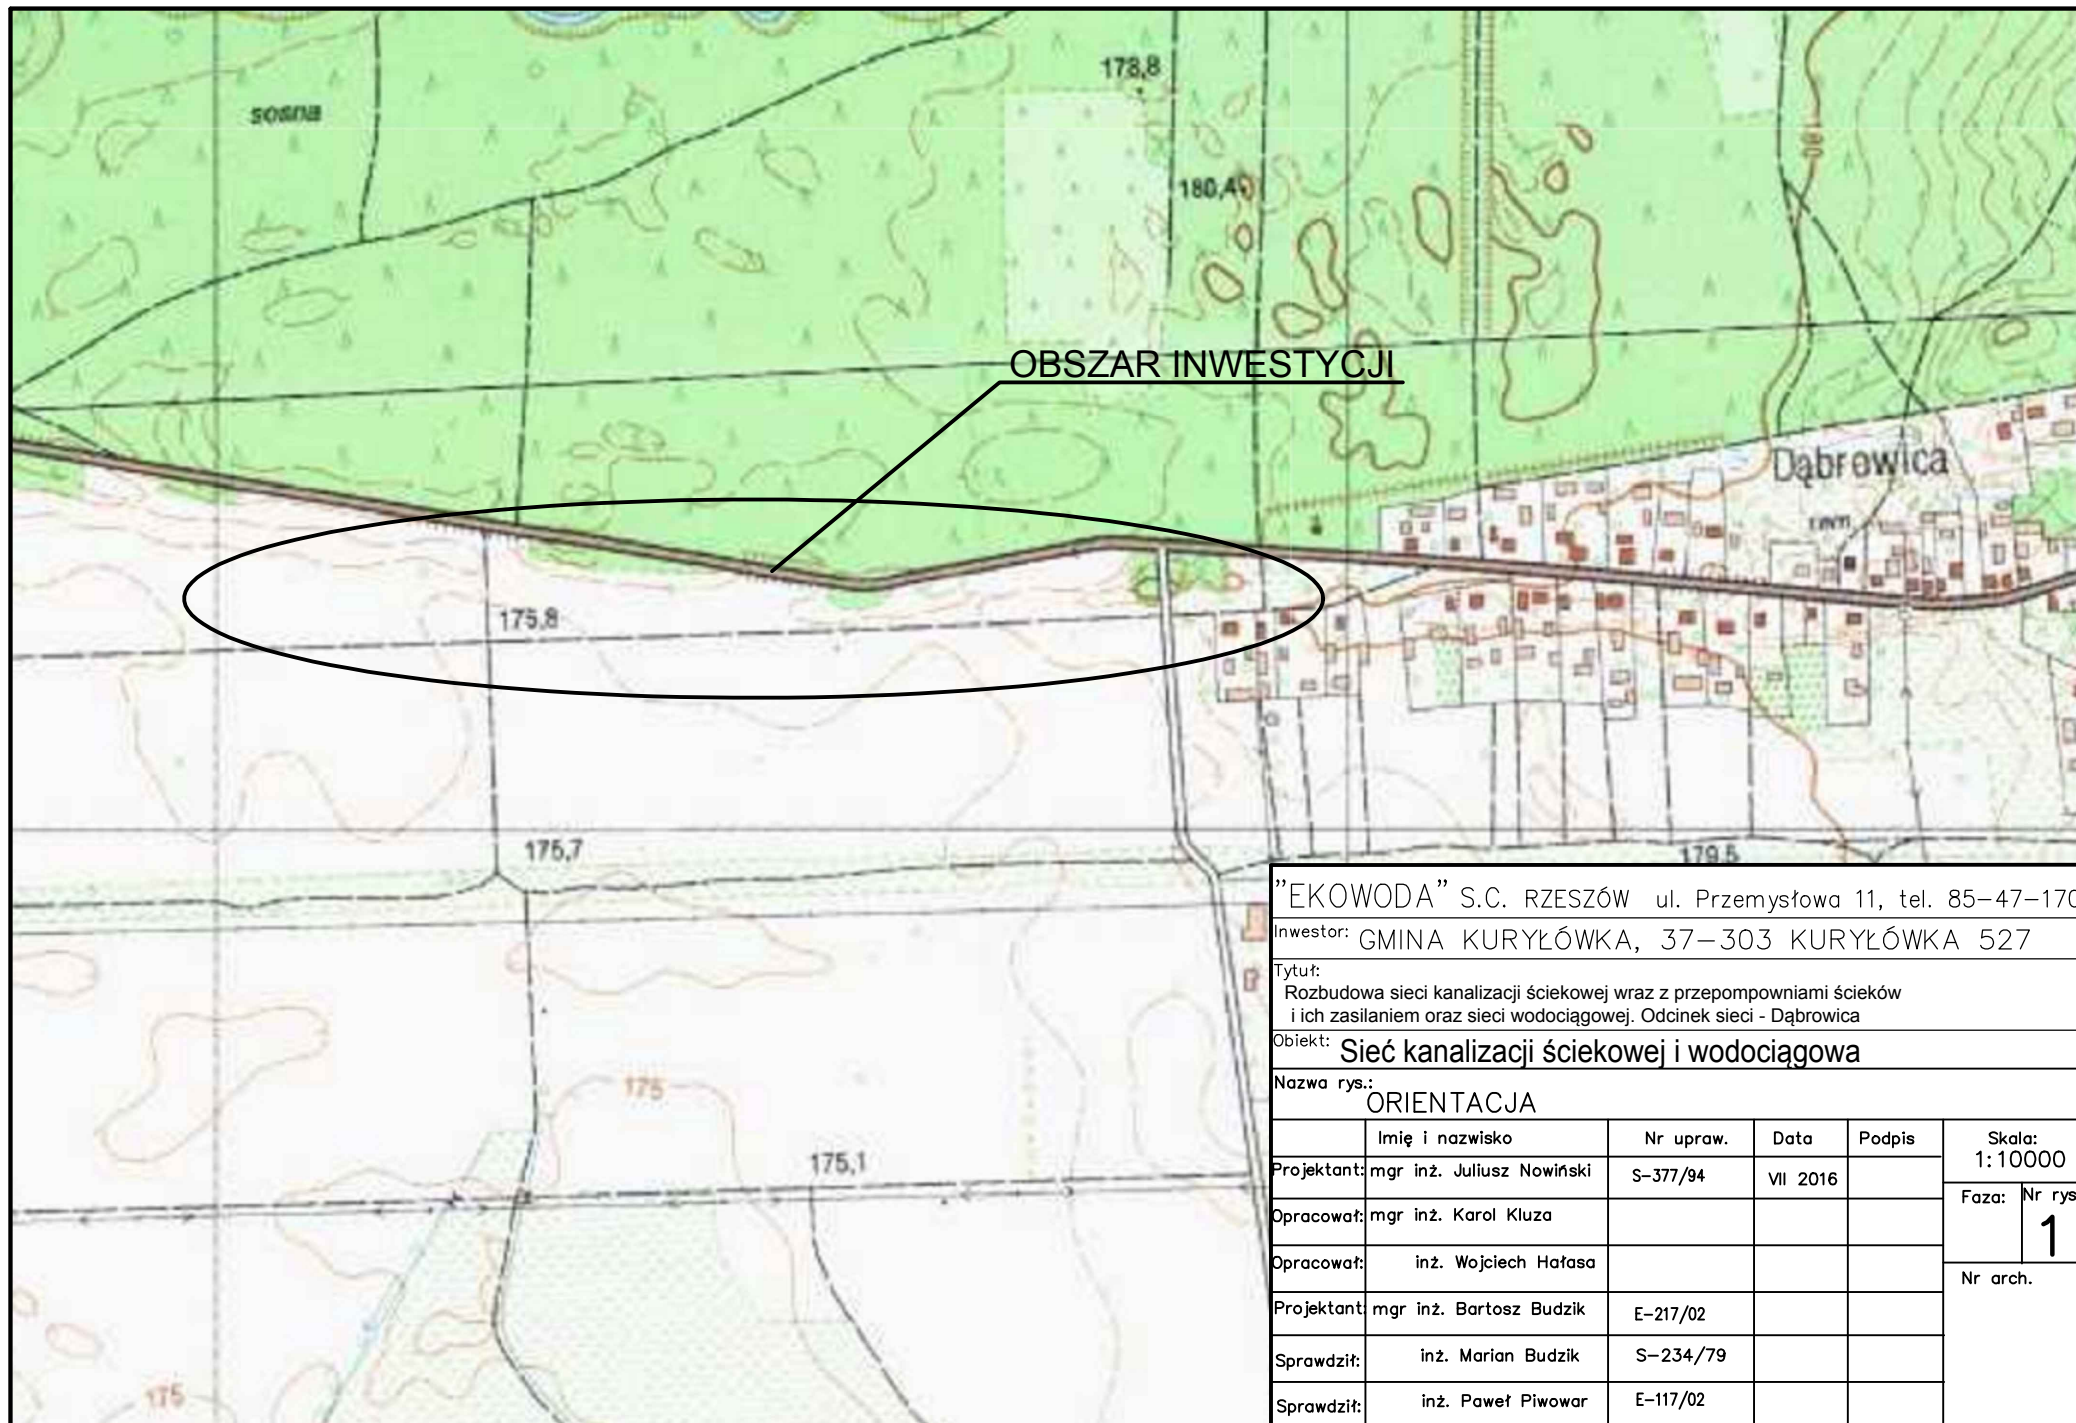 sosna
178,8
180,4
OBSZAR INWESTYCJI
Dąbrowica
175,8
175,7
179,5
175
175,1
175
"EKOWODA" S.C. RZESZÓW ul. Przemysłowa 11, tel. 85-47-170
Inwestor: GMINA KURYŁÓWKA, 37-303 KURYŁÓWKA 527
Tytuł:
Rozbudowa sieci kanalizacji ściekowej wraz z przepompowniami ścieków
i ich zasilaniem oraz sieci wodociągowej. Odcinek sieci - Dąbrowica
Obiekt: Sieć kanalizacji ściekowej i wodociągowa
Nazwa rys.:
ORIENTACJA
Imię i nazwisko Nr upraw. Data Podpis Skala:
1:10000
Projektant: mgr inż. Juliusz Nowiński S-377/94 VII 2016
Faza: Nr rys
1
Opracował: mgr inż. Karol Kluza
Opracował: inż. Wojciech Hałasa
Nr arch.
Projektant: mgr inż. Bartosz Budzik E-217/02
Sprawdził: inż. Marian Budzik S-234/79
Sprawdził: inż. Paweł Piwowar E-117/02